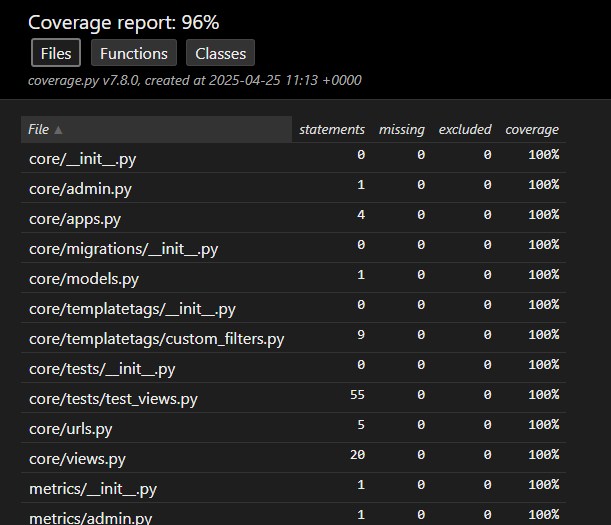 Coverage report: 96%
Files Functions Classes
coverage.py v7.8.0, created at 2025-04-25 11:13 +0000
File ▲ statements missing excluded coverage
core/__init__.py 0 0 0 100%
core/admin.py 1 0 0 100%
core/apps.py 4 0 0 100%
core/migrations/__init__.py 0 0 0 100%
core/models.py 1 0 0 100%
core/templatetags/__init__.py 0 0 0 100%
core/templatetags/custom_filters.py 9 0 0 100%
core/tests/__init__.py 0 0 0 100%
core/tests/test_views.py 55 0 0 100%
core/urls.py 5 0 0 100%
core/views.py 20 0 0 100%
metrics/__init__.py 1 0 0 100%
metrics/admin.py 1 0 0 100%